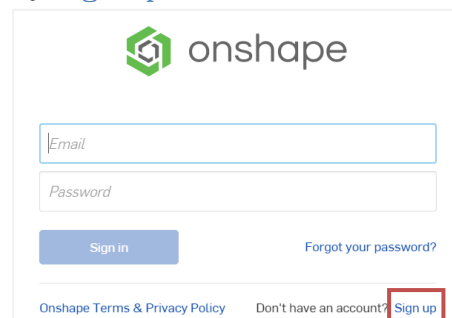 onshape
Email
Password
Sign in Forgot your password?
Onshape Terms & Privacy Policy Don't have an account? Sign up